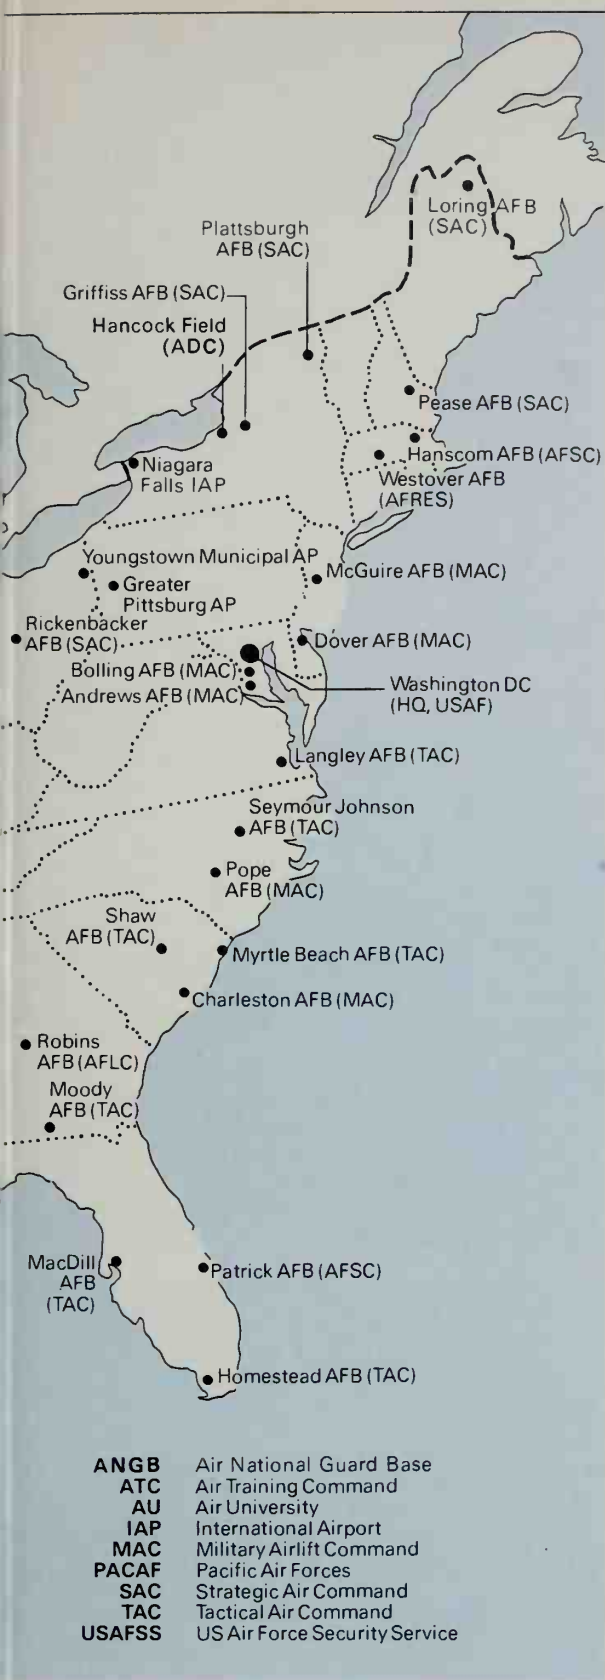 Loring AFB
(SAC)
Plattsburgh
AFB (SAC)
Griffiss AFB (SAC)
Hancock Field
(ADC)
Pease AFB (SAC)
Hanscom AFB (AFSC)
Niagara
Falls IAP
Westover AFB
(AFRES)
Youngstown Municipal AP
McGuire AFB (MAC)
Greater
Pittsburg AP
Rickenbacker
AFB (SAC)
Dover AFB (MAC)
Bolling AFB (MAC)
Andrews AFB (MAC)
Washington DC
(HQ, USAF)
Langley AFB (TAC)
Seymour Johnson
AFB (TAC)
Pope
AFB (MAC)
Shaw
AFB (TAC)
Myrtle Beach AFB (TAC)
Charleston AFB (MAC)
Robins
AFB (AFLC)
Moody
AFB (TAC)
MacDill
AFB
(TAC)
Patrick AFB (AFSC)
Homestead AFB (TAC)
ANGB Air National Guard Base
ATC Air Training Command
AU Air University
IAP International Airport
MAC Military Airlift Command
PACAF Pacific Air Forces
SAC Strategic Air Command
TAC Tactical Air Command
USAFSS US Air Force Security Service